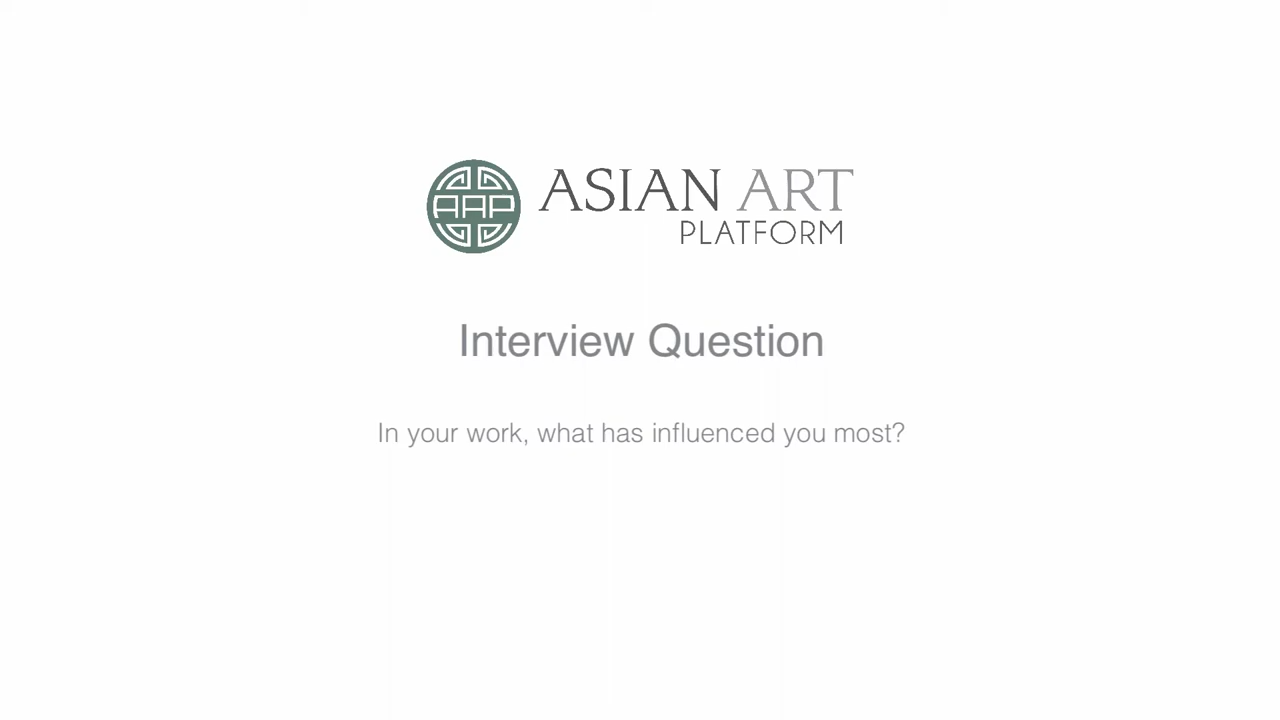 AAP
ASIAN ART
PLATFORM
Interview Question
In your work, what has influenced you most?